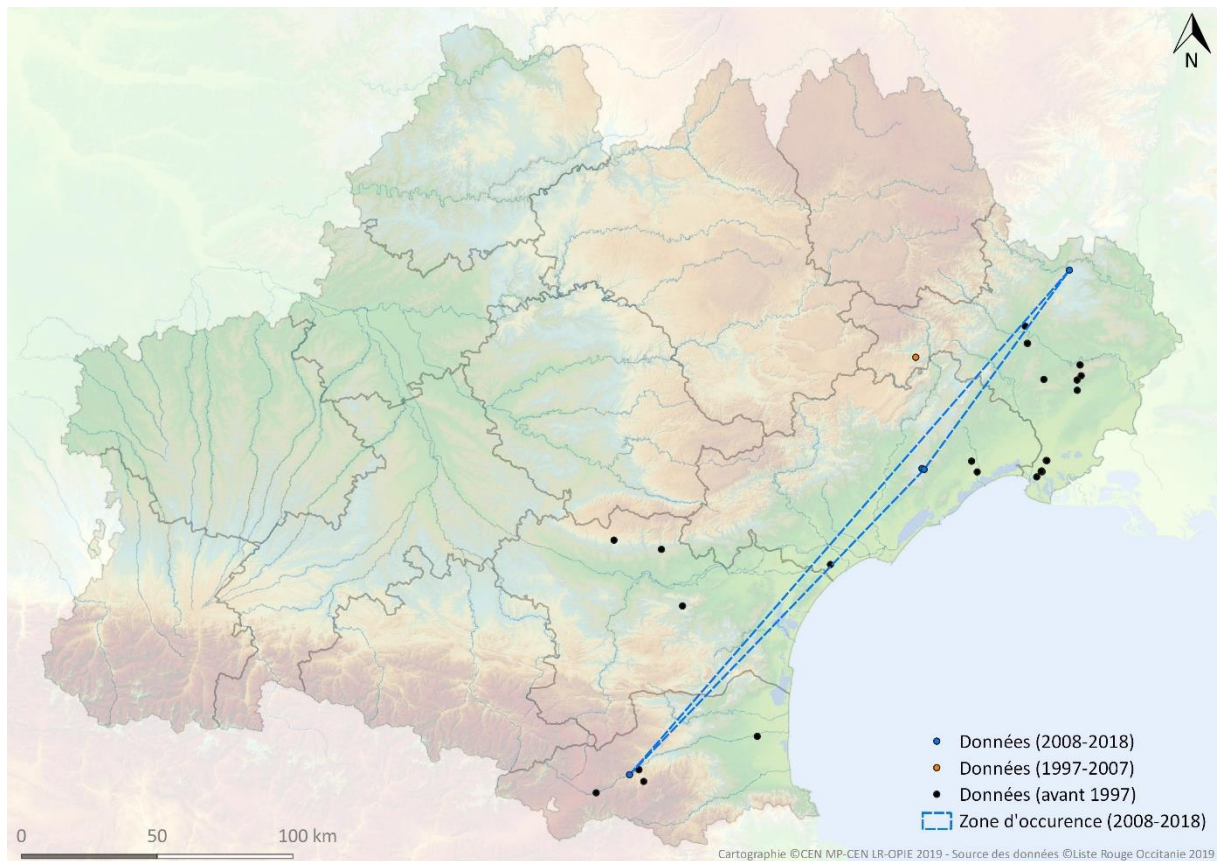 N
Données (2008-2018)
Données (1997-2007)
Données (avant 1997)
Zone d'occurence (2008-2018)
0 50 100 km
Cartographie ©CEN MP-CEN LR-OPIE 2019 - Source des données ©Liste Rouge Occitanie 2019